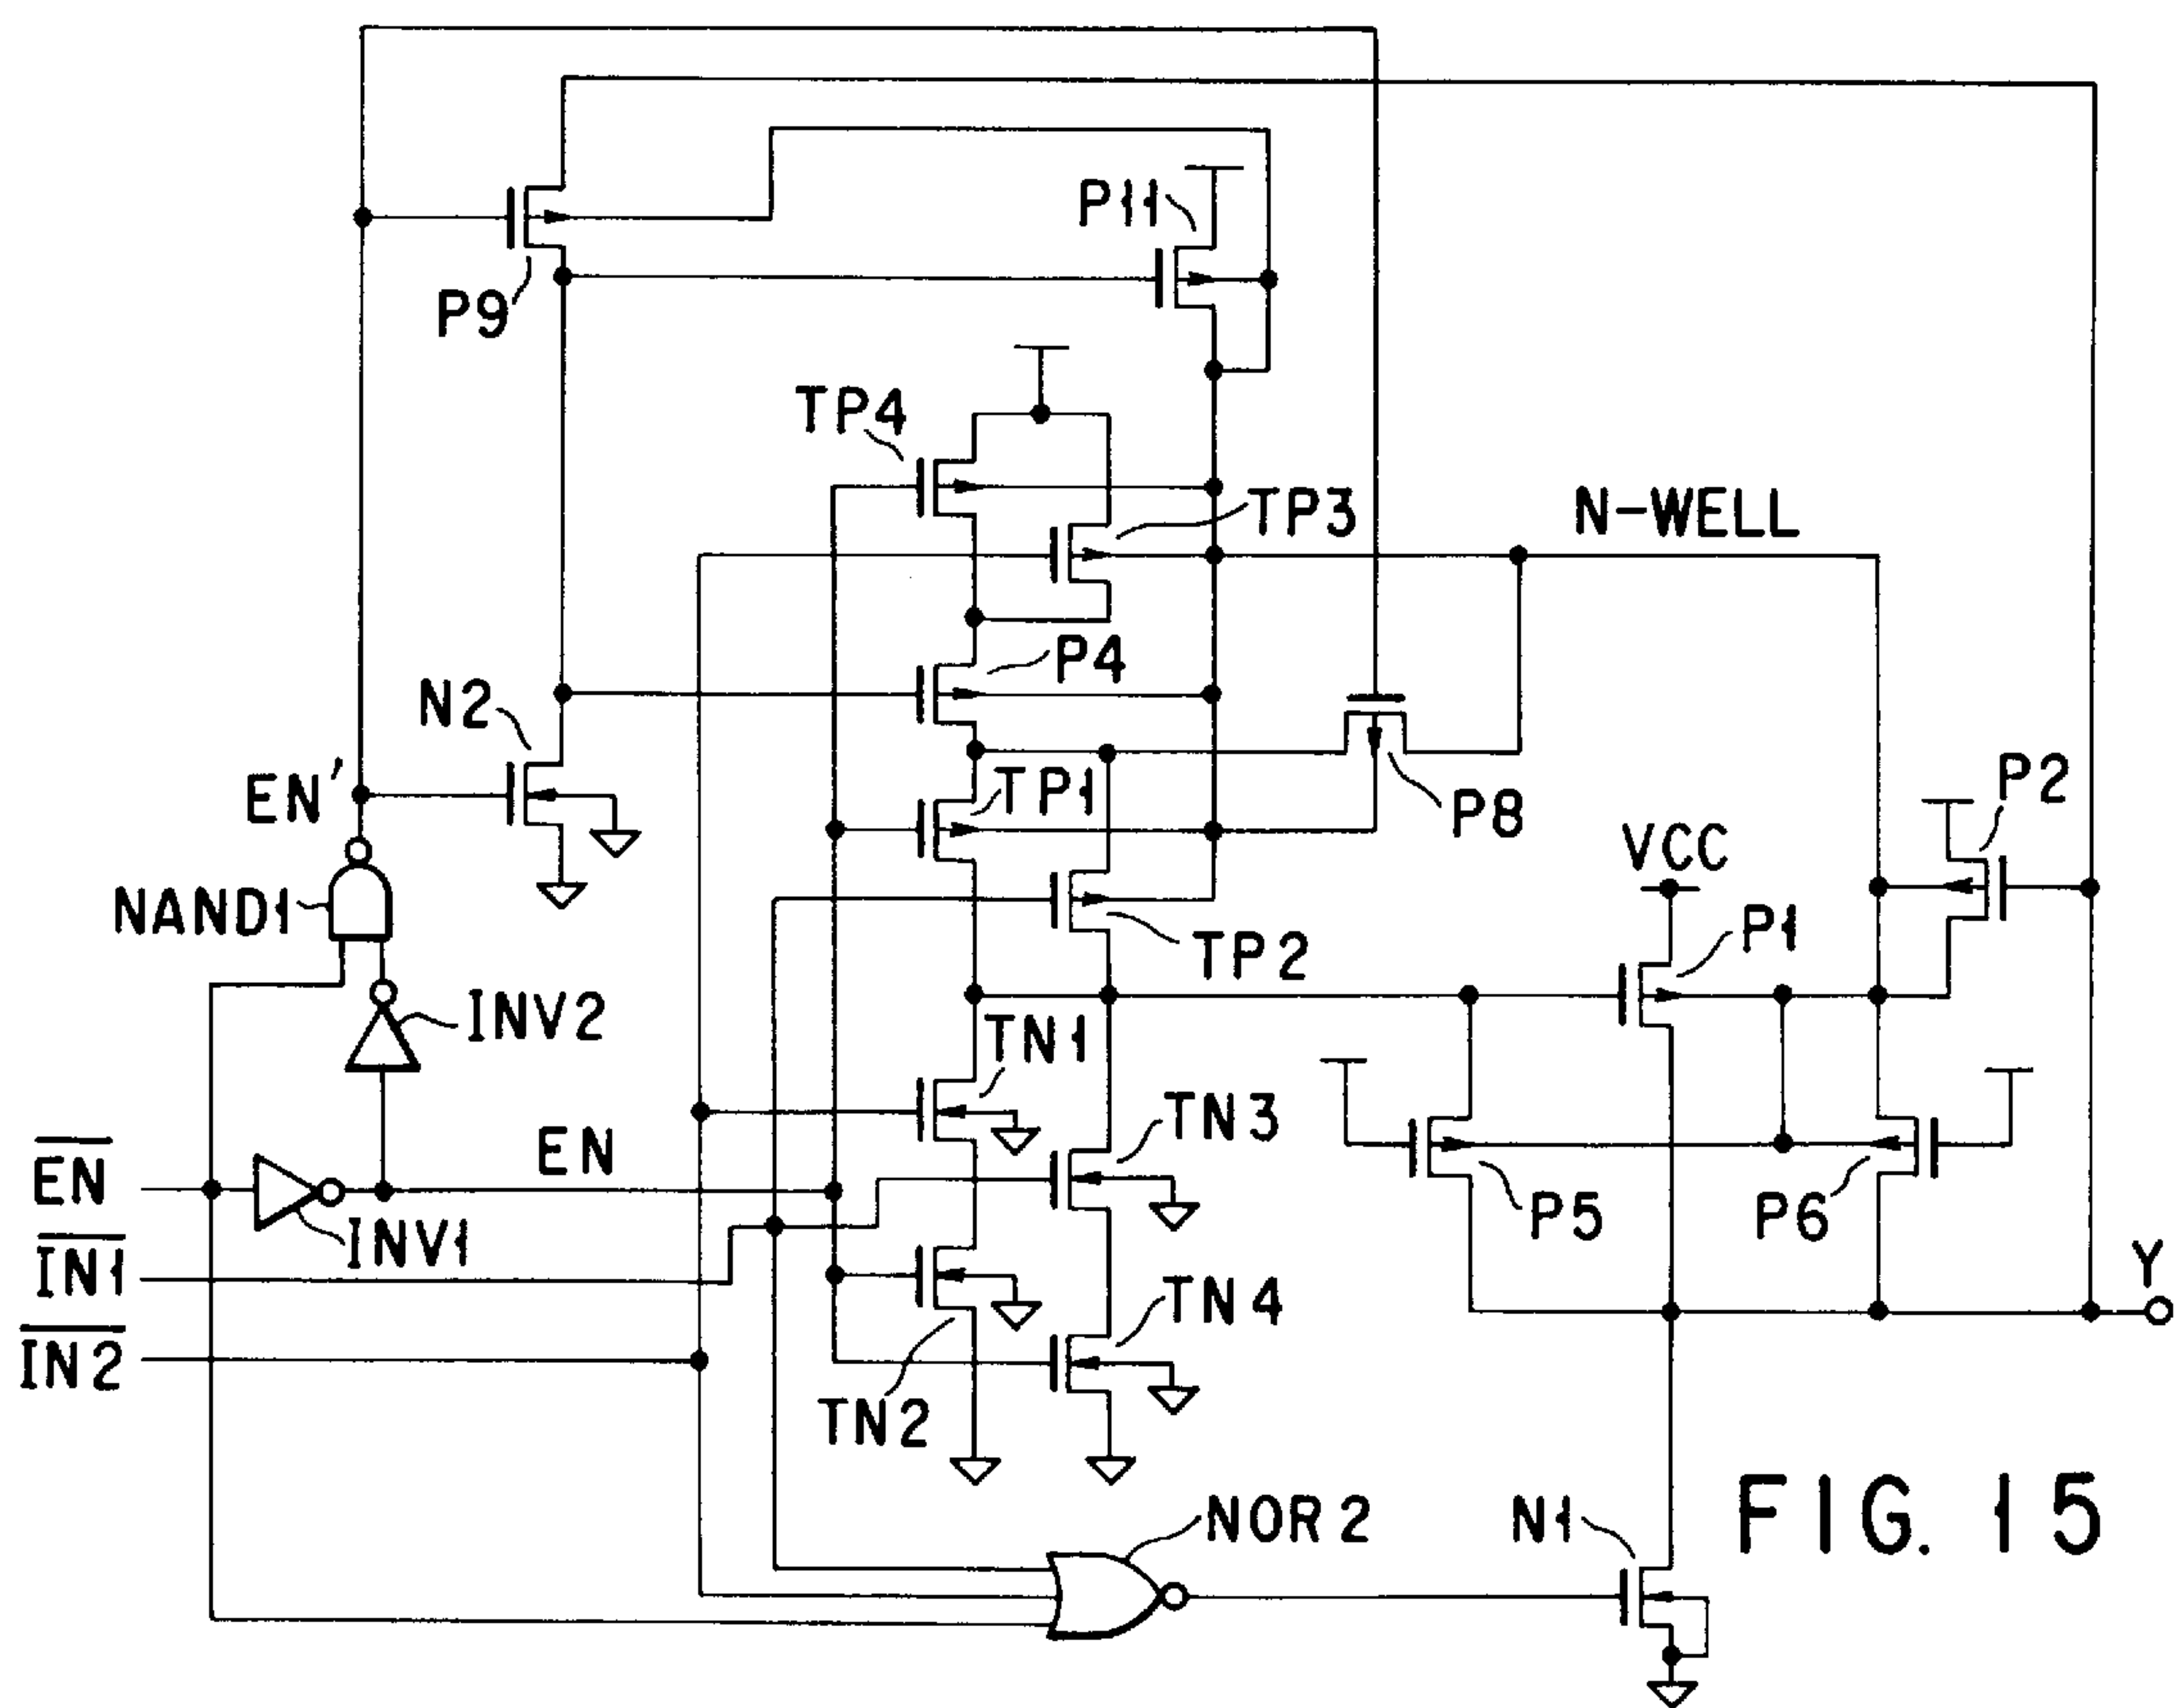 P11
P9
TP4
TP3
N-WELL
P4
N2
EN'
TP1
P8
P2
VCC
NAND1
P1
TP2
INV2
TN1
TN3
EN
EN
P5
P6
INV1
IN1
Y
TN4
IN2
TN2
NOR2
N1
FIG. 15